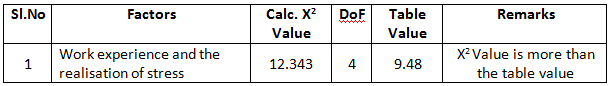 Sl.No Factors Calc. X² Value DoF Table Value Remarks
1 Work experience and the realisation of stress 12.343 4 9.48 X² Value is more than the table value